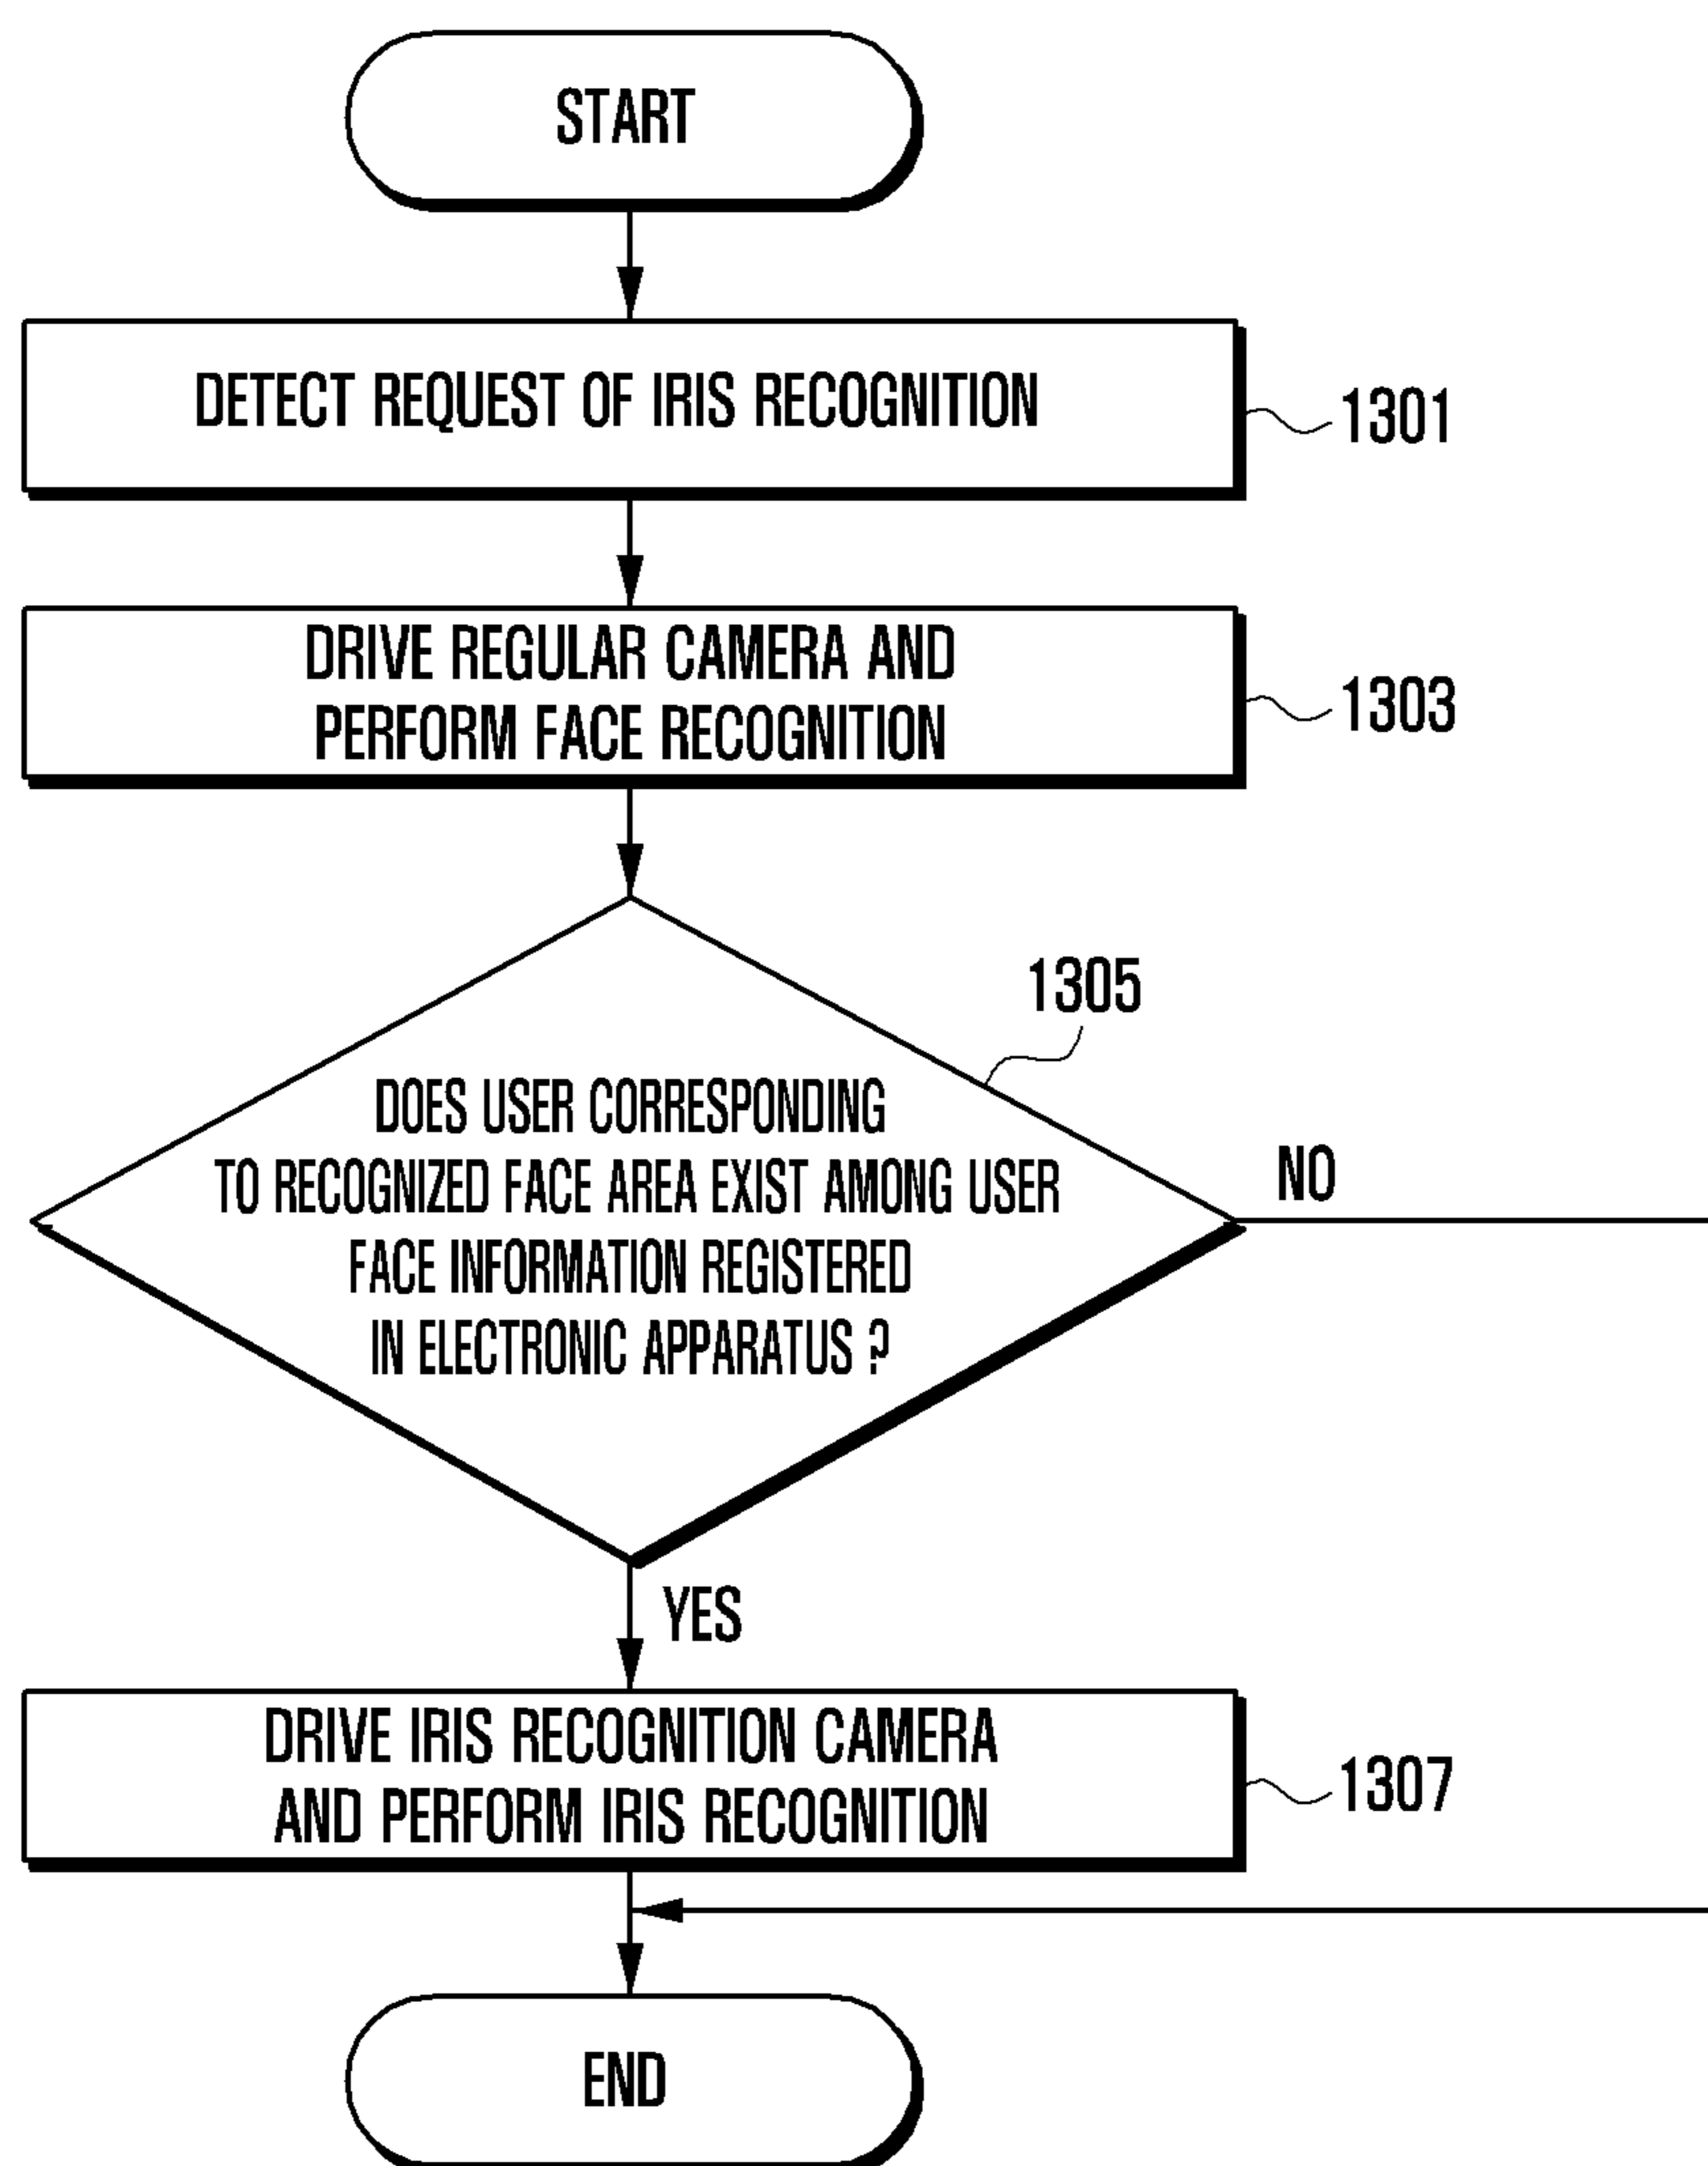 START
DETECT REQUEST OF IRIS RECOGNITION
1301
DRIVE REGULAR CAMERA AND
PERFORM FACE RECOGNITION
1303
1305
DOES USER CORRESPONDING
TO RECOGNIZED FACE AREA EXIST AMONG USER
FACE INFORMATION REGISTERED
IN ELECTRONIC APPARATUS ?
NO
YES
DRIVE IRIS RECOGNITION CAMERA
AND PERFORM IRIS RECOGNITION
1307
END